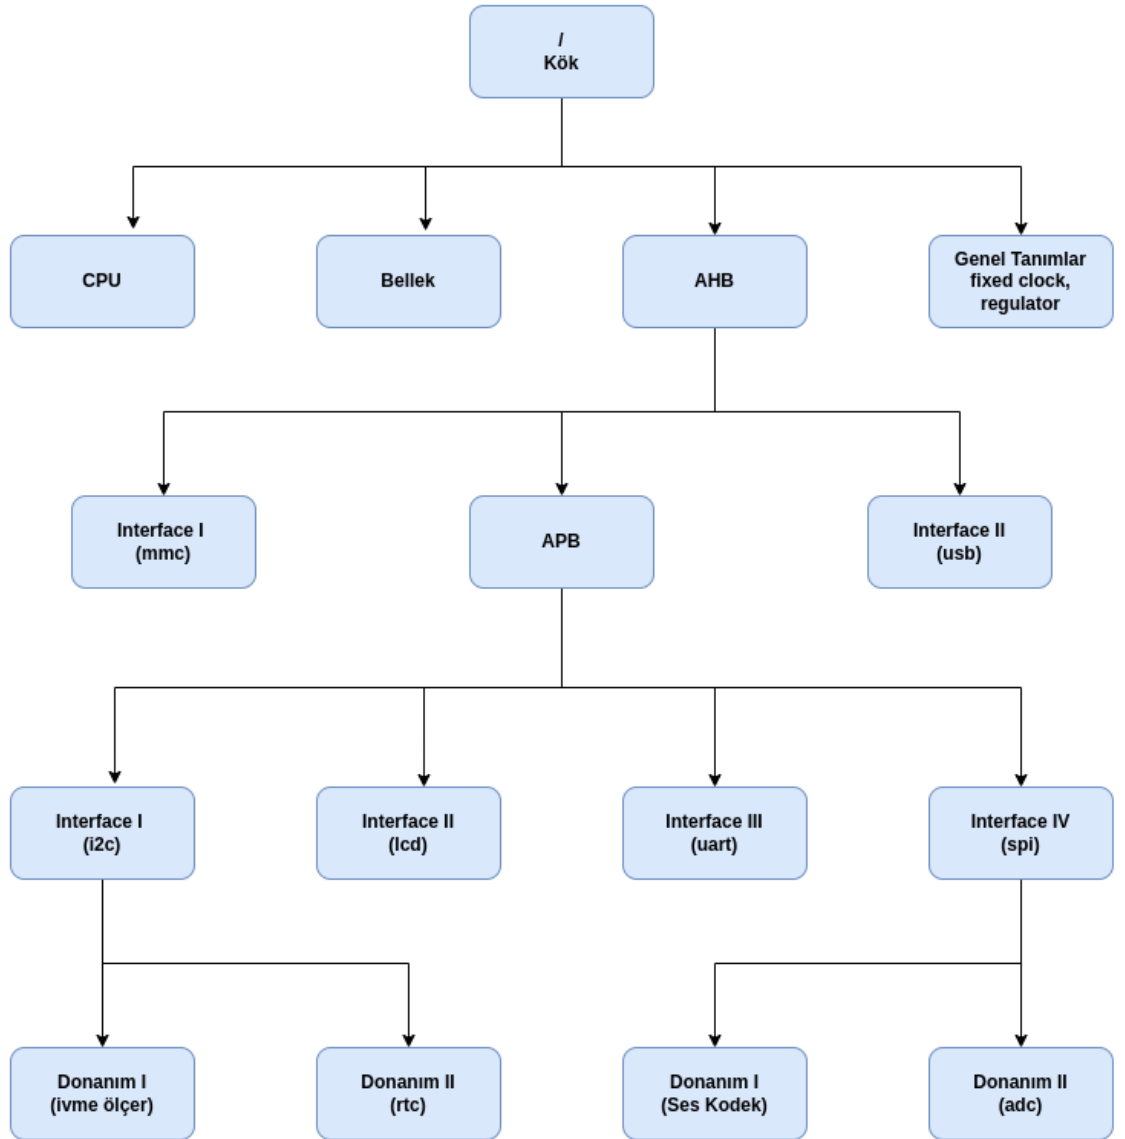 /
Kök
CPU
Bellek
AHB
Genel Tanımlar
fixed clock,
regulator
Interface I
(mmc)
APB
Interface II
(usb)
Interface I
(i2c)
Interface II
(lcd)
Interface III
(uart)
Interface IV
(spi)
Donanım I
(ivme ölçer)
Donanım II
(rtc)
Donanım I
(Ses Kodek)
Donanım II
(adc)